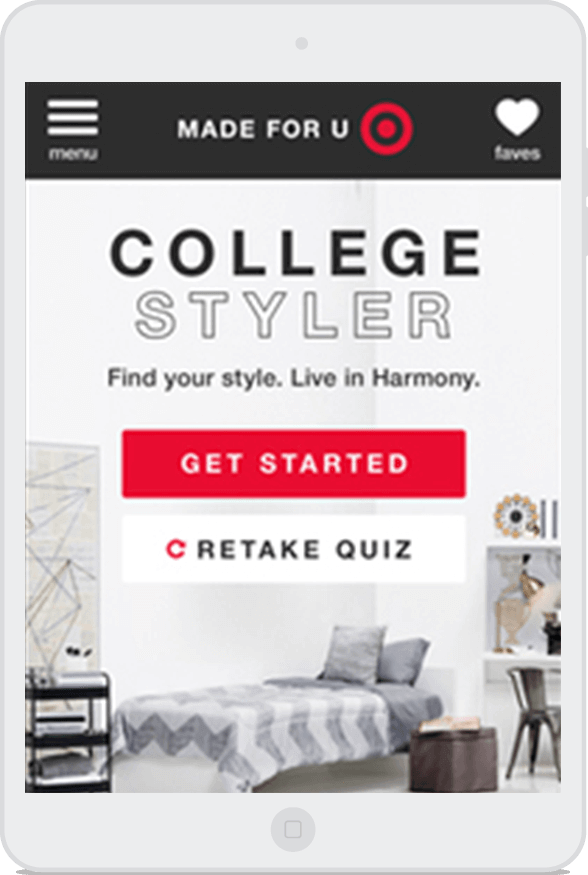 menu
MADE FOR U
faves
COLLEGE
STYLER
Find your style. Live in Harmony.
GET STARTED
RETAKE QUIZ